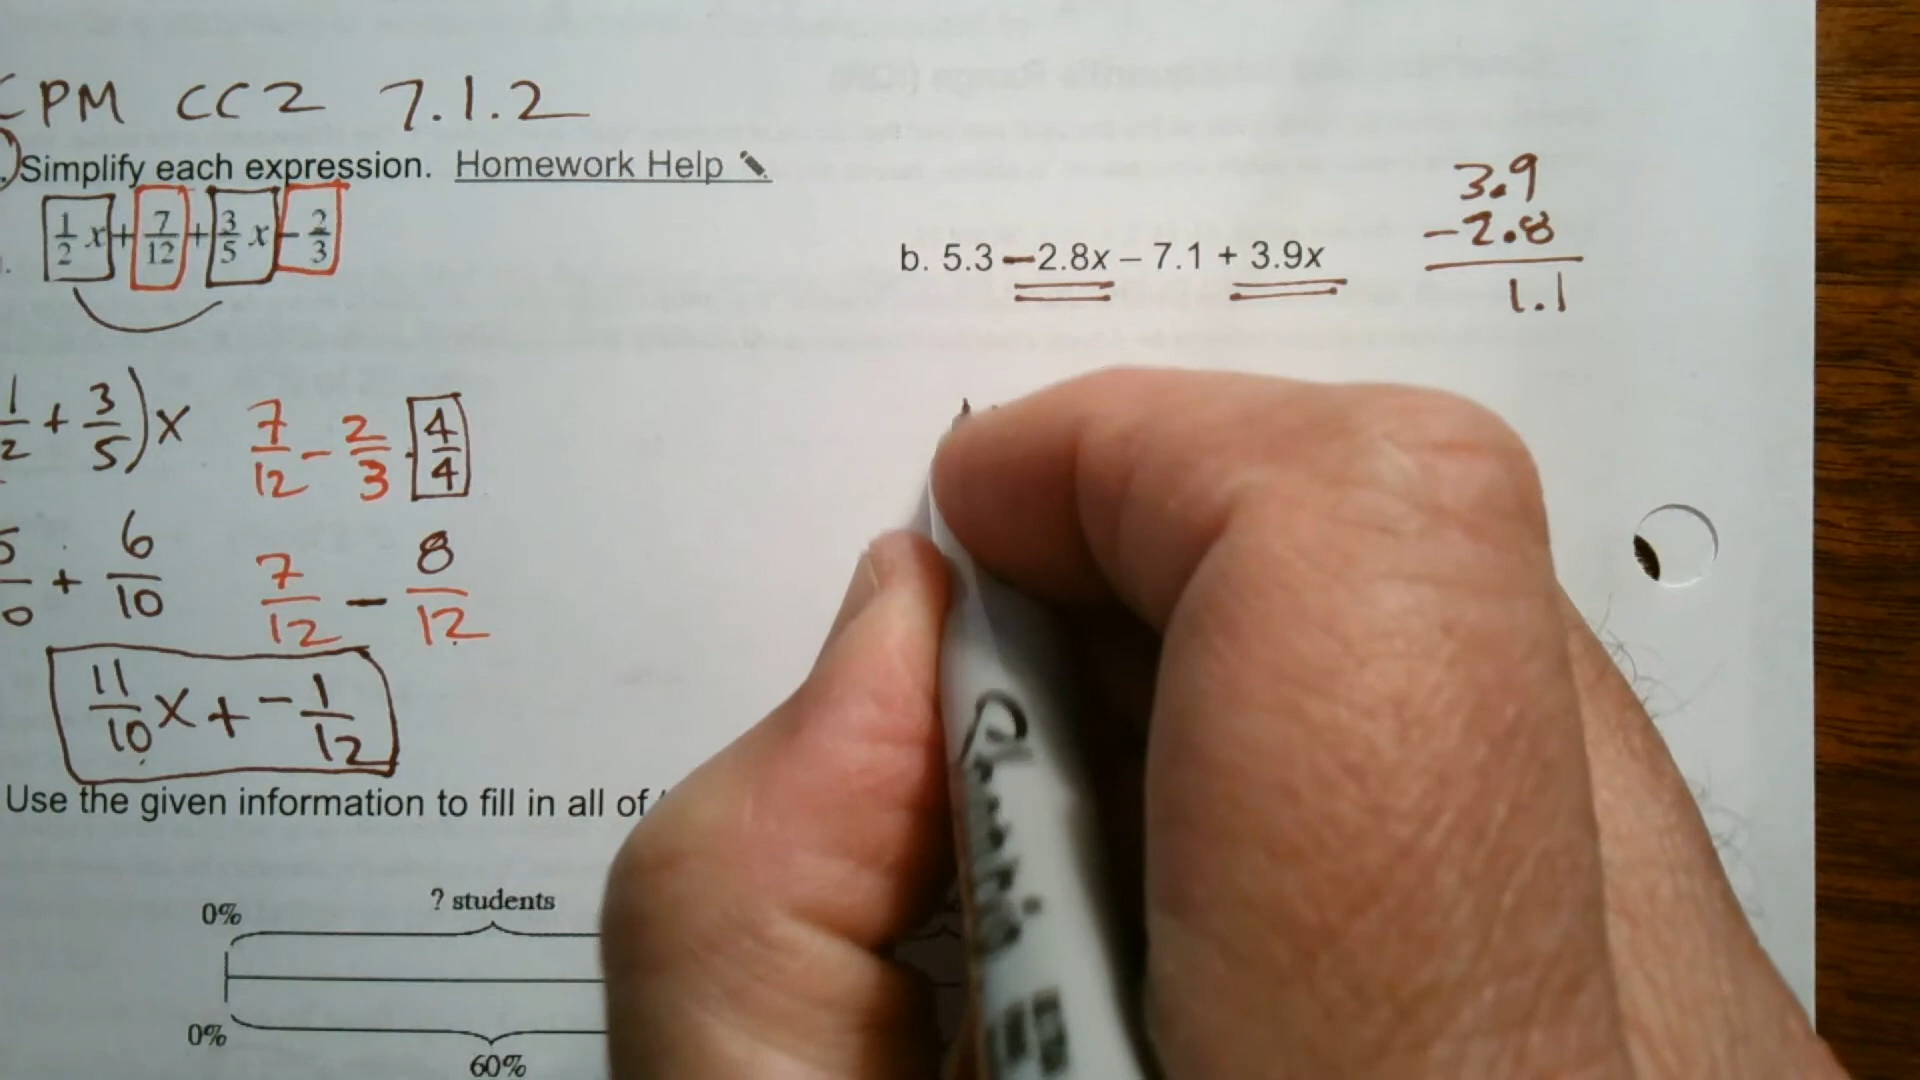 CPM CC2 7.1.2
Simplify each expression. Homework Help
1/2 x + 7/12 + 3/5 x - 2/3
b. 5.3 – 2.8x – 7.1 + 3.9x
3.9
-2.8
1.1
1/2 + 3/5)x
7/12 - 2/3 · 4/4
+ 6/10
7/12 - 8/12
11/10 x + - 1/12
Use the given information to fill in all of
0%
? students
0%
60%